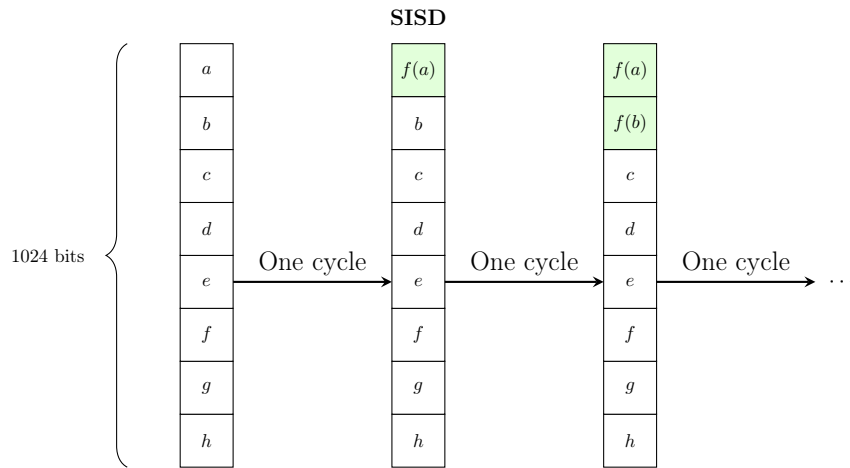 SISD
a f(a) f(a)
b b f(b)
c c c
d d d
1024 bits
One cycle One cycle One cycle
e e e ..
f f f
g g g
h h h